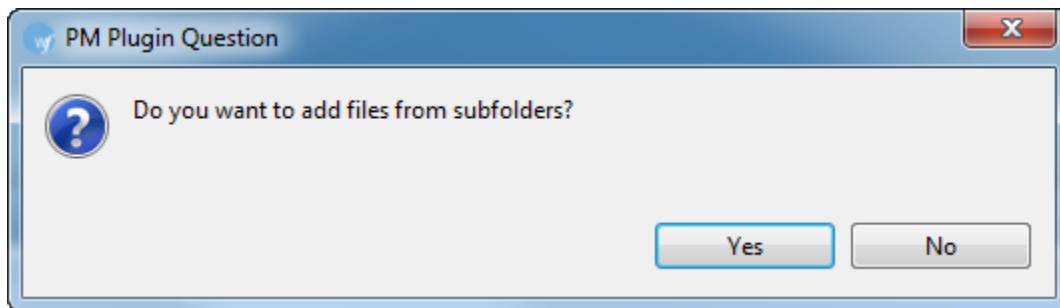 PM Plugin Question
Do you want to add files from subfolders?
Yes No